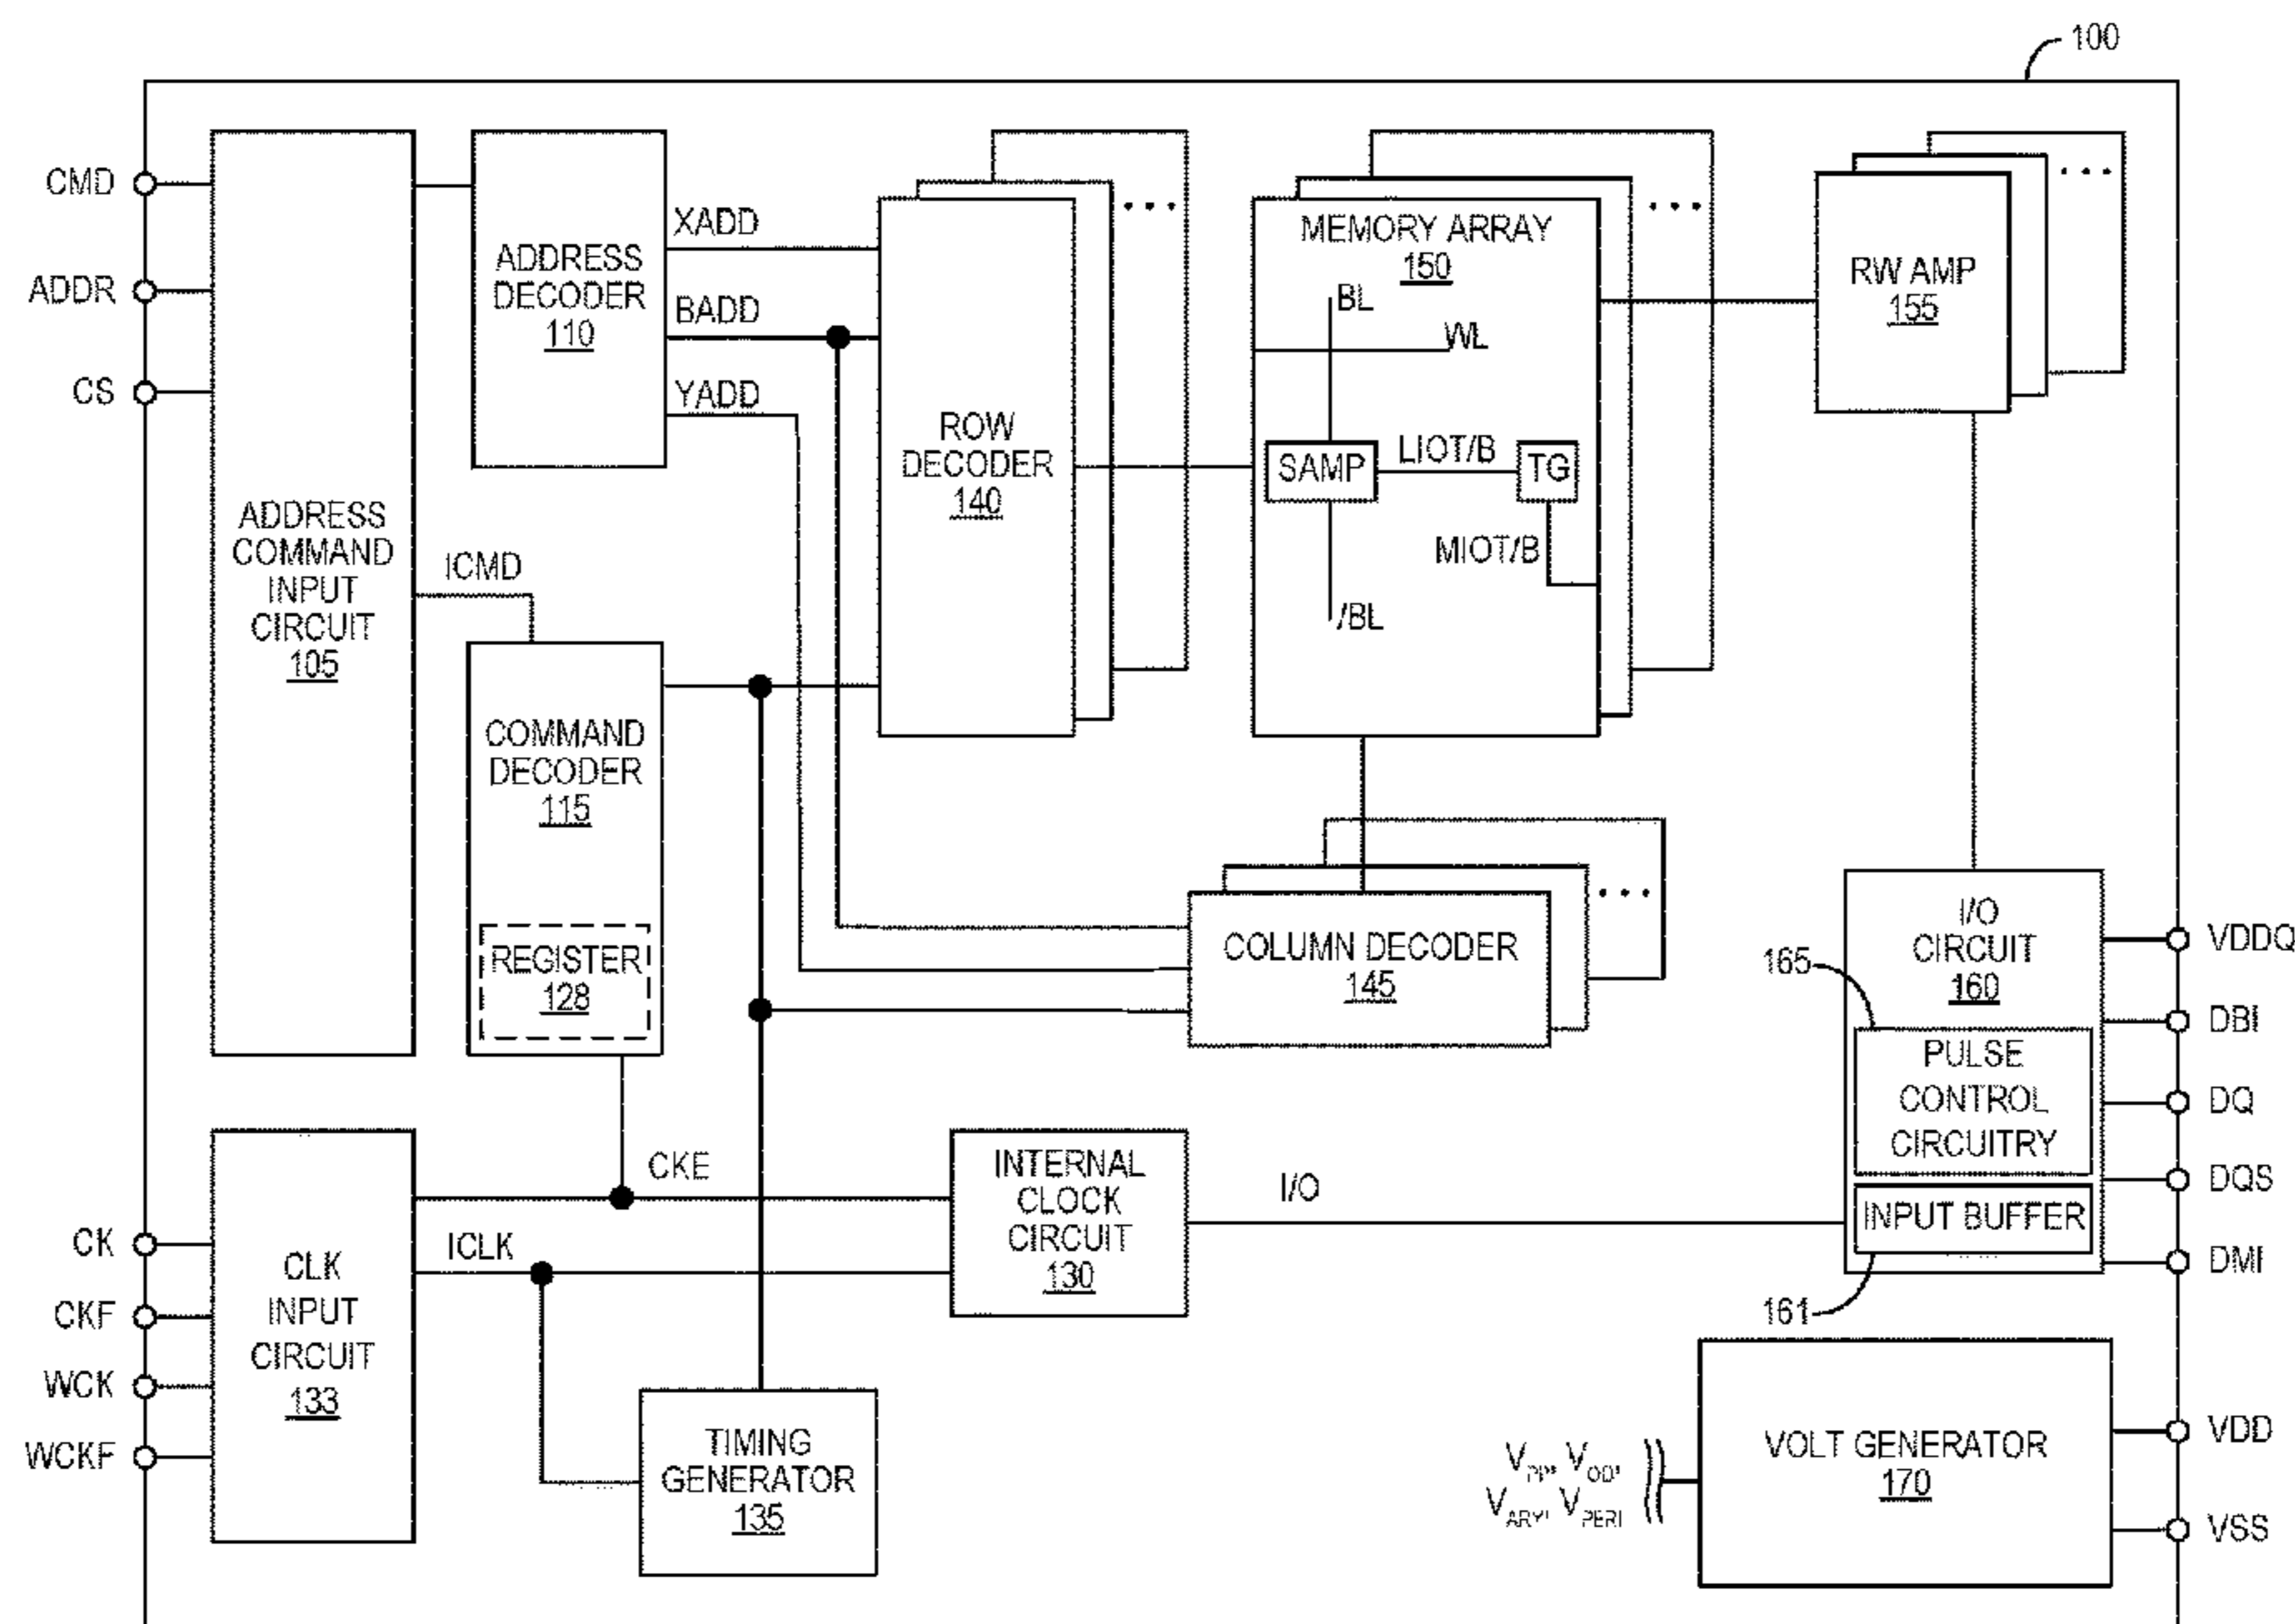 100
CMD
ADDR
CS
ADDRESS
COMMAND
INPUT
CIRCUIT
105
ADDRESS
DECODER
110
XADD
BADD
YADD
ICMD
COMMAND
DECODER
115
REGISTER
128
ROW
DECODER
140
...
MEMORY ARRAY
150
BL
WL
SAMP
LIOT/B
TG
MIOT/B
/BL
...
RW AMP
155
...
COLUMN DECODER
145
...
I/O
CIRCUIT
160
165
PULSE
CONTROL
CIRCUITRY
INPUT BUFFER
161
VDDQ
DBI
DQ
DQS
DMI
CK
CKF
WCK
WCKF
CLK
INPUT
CIRCUIT
133
CKE
ICLK
INTERNAL
CLOCK
CIRCUIT
130
I/O
TIMING
GENERATOR
135
VARY, VPERI
VOLT GENERATOR
170
VDD
VSS